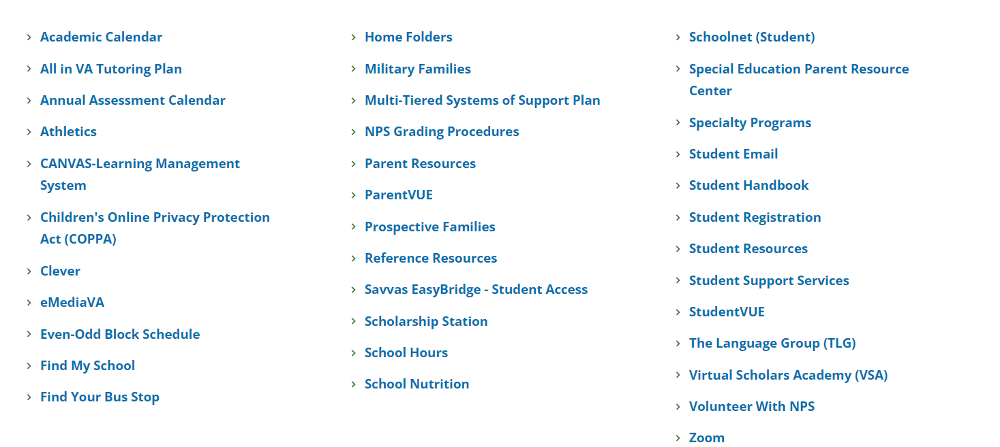 Academic Calendar
All in VA Tutoring Plan
Annual Assessment Calendar
Athletics
CANVAS-Learning Management
System
Children's Online Privacy Protection
Act (COPPA)
Clever
eMediaVA
Even-Odd Block Schedule
Find My School
Find Your Bus Stop
Home Folders
Military Families
Multi-Tiered Systems of Support Plan
NPS Grading Procedures
Parent Resources
ParentVUE
Prospective Families
Reference Resources
Savvas EasyBridge - Student Access
Scholarship Station
School Hours
School Nutrition
Schoolnet (Student)
Special Education Parent Resource
Center
Specialty Programs
Student Email
Student Handbook
Student Registration
Student Resources
Student Support Services
StudentVUE
The Language Group (TLG)
Virtual Scholars Academy (VSA)
Volunteer With NPS
Zoom